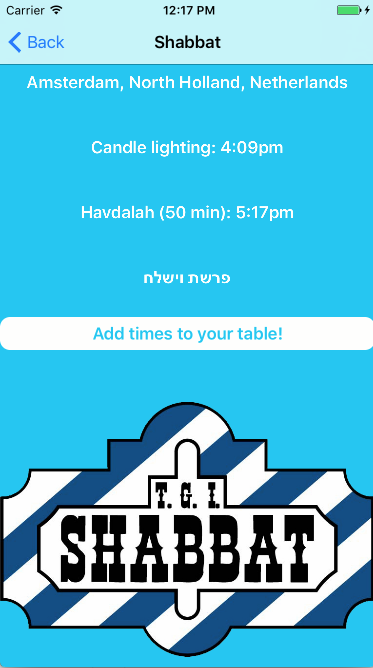 Carrier 12:17 PM
Back Shabbat
Amsterdam, North Holland, Netherlands
Candle lighting: 4:09pm
Havdalah (50 min): 5:17pm
פרשת וישלח
Add times to your table!
T. G. I.
SHABBAT